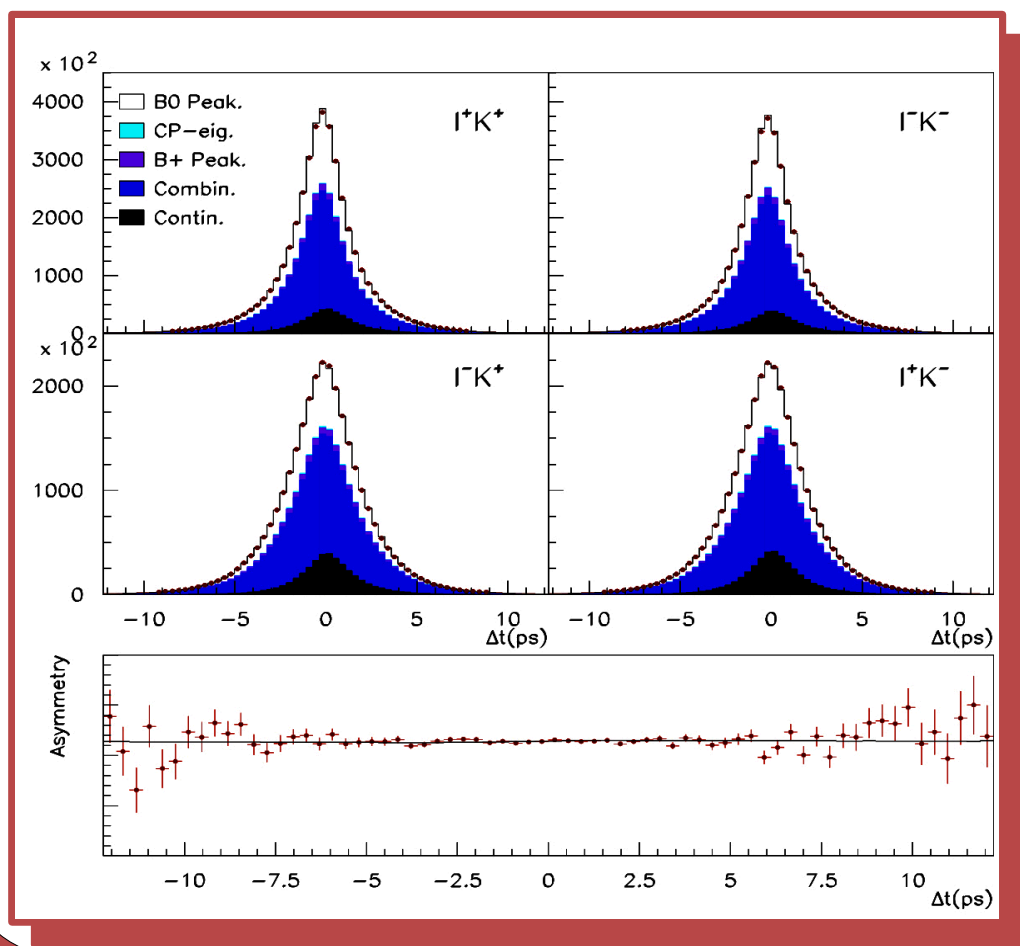 × 10²
4000
3000
2000
1000
0
B0 Peak.
CP-eig.
B+ Peak.
Combin.
Contin.
l⁺K⁺
l⁻K⁻
× 10²
2000
1000
0
l⁻K⁺
l⁺K⁻
-10 -5 0 5 10
Δt(ps)
-10 -5 0 5 10
Δt(ps)
Asymmetry
-10 -7.5 -5 -2.5 0 2.5 5 7.5 10
Δt(ps)